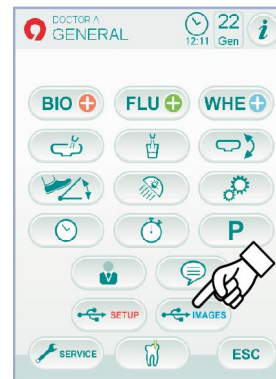 DOCTOR A
GENERAL
12:11
22
Gen
i
BIO
FLU
WHE
P
SETUP
IMAGES
SERVICE
ESC